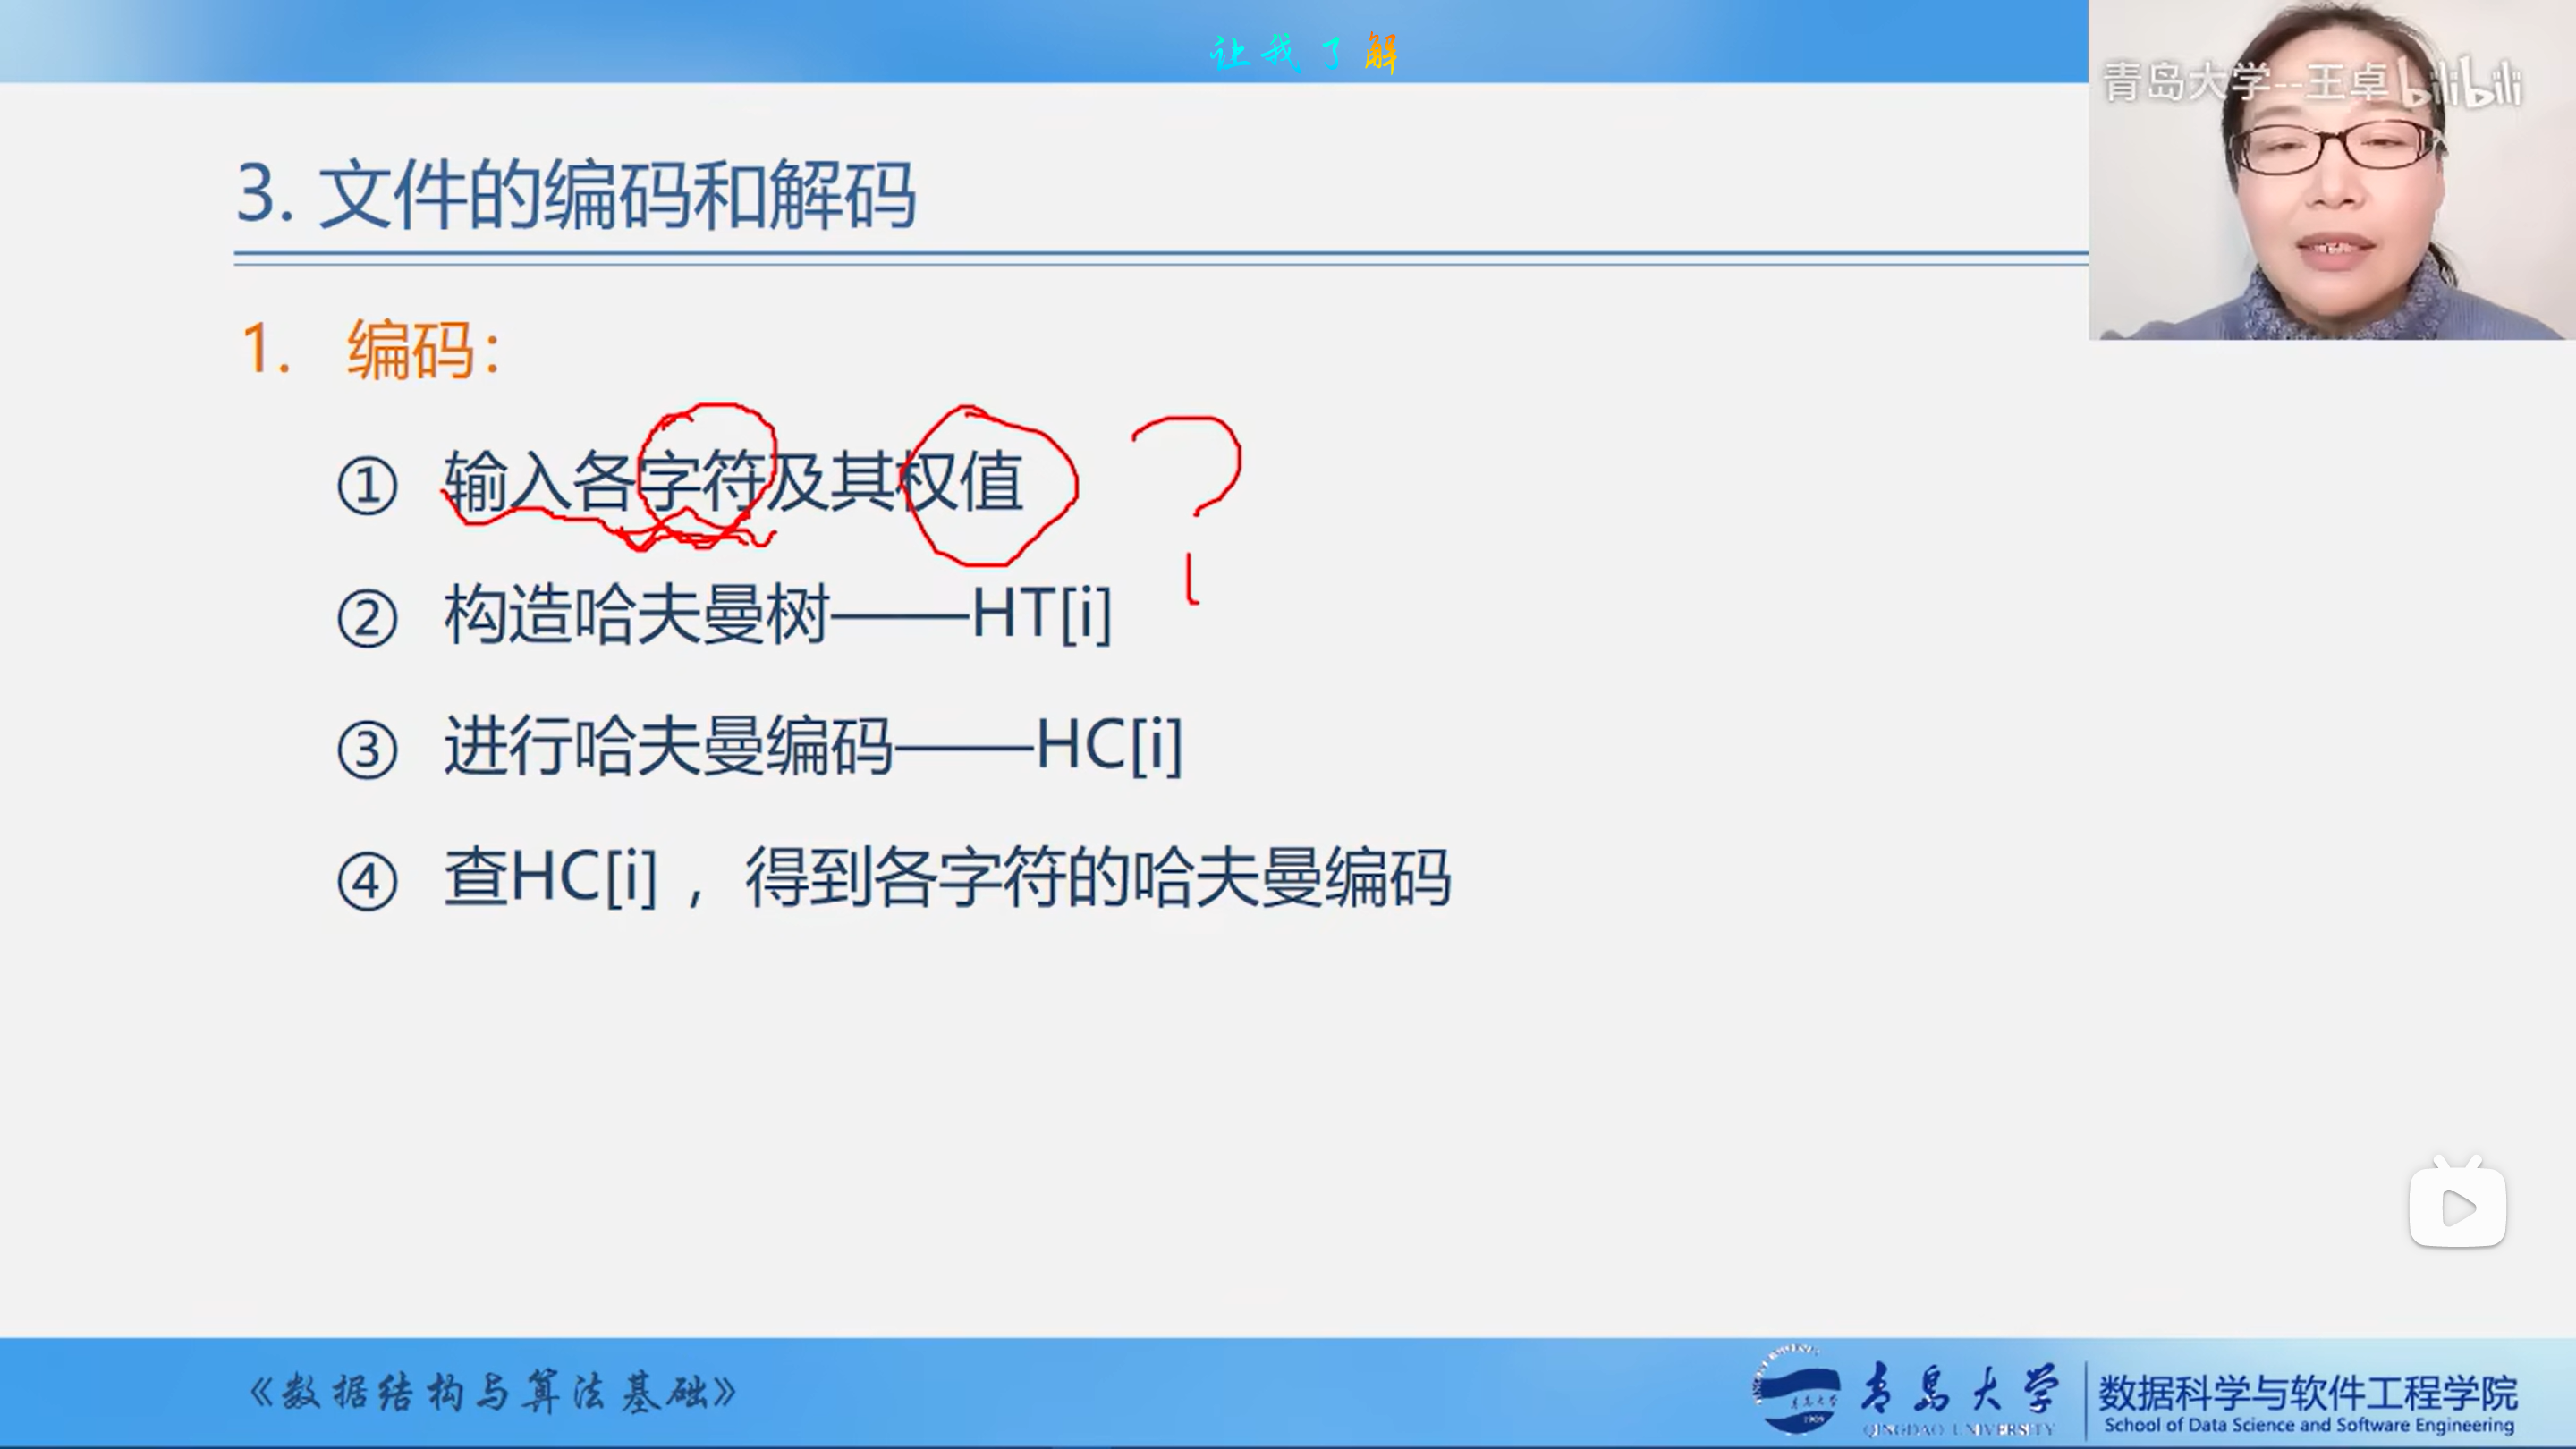 让我了解
青岛大学--王卓 bilibili
3. 文件的编码和解码
1. 编码：
① 输入各字符及其权值 ?
② 构造哈夫曼树——HT[i]
③ 进行哈夫曼编码——HC[i]
④ 查HC[i] ，得到各字符的哈夫曼编码
《数据结构与算法基础》
青岛大学
QINGDAO UNIVERSITY
数据科学与软件工程学院
School of Data Science and Software Engineering